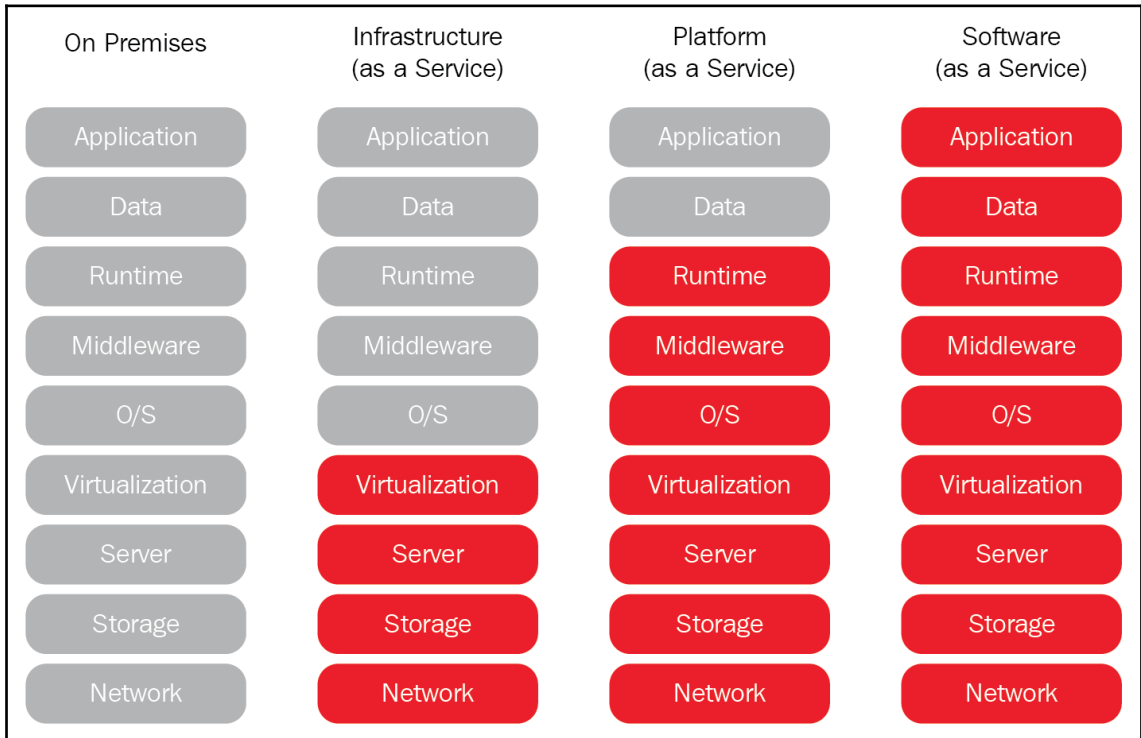 On Premises
Infrastructure
(as a Service)
Platform
(as a Service)
Software
(as a Service)
Application
Application
Application
Application
Data
Data
Data
Data
Runtime
Runtime
Runtime
Runtime
Middleware
Middleware
Middleware
Middleware
O/S
O/S
O/S
O/S
Virtualization
Virtualization
Virtualization
Virtualization
Server
Server
Server
Server
Storage
Storage
Storage
Storage
Network
Network
Network
Network